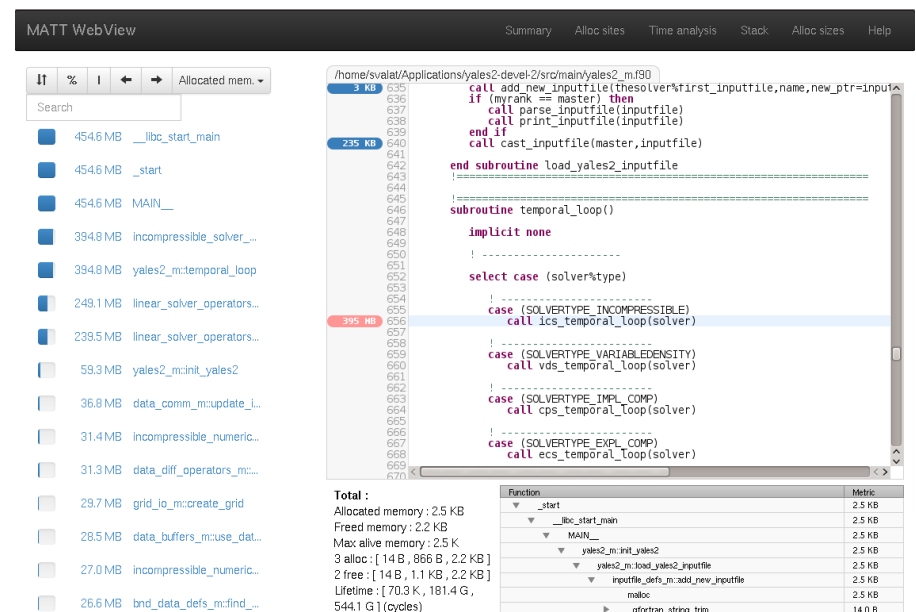 MATT WebView
Summary Alloc sites Time analysis Stack Alloc sizes Help
% I Allocated mem.
Search
454.6 MB __libc_start_main
454.6 MB _start
454.6 MB MAIN__
394.8 MB incompressible_solver_...
394.8 MB yales2_m::temporal_loop
249.1 MB linear_solver_operators...
239.5 MB linear_solver_operators...
59.3 MB yales2_m::init_yales2
36.8 MB data_comm_m::update_i...
31.4 MB incompressible_numeric...
31.3 MB data_diff_operators_m::...
29.7 MB grid_io_m::create_grid
28.5 MB data_buffers_m::use_dat...
27.0 MB incompressible_numeric...
26.6 MB bnd_data_defs_m::find_...
/home/svalat/Applications/yales2-devel-2/src/main/yales2_m.f90
3 KB 635 call add_new_inputfile(thesolver%first_inputfile,name,new_ptr=input
636 if (myrank == master) then
637 call parse_inputfile(inputfile)
638 call print_inputfile(inputfile)
639 end if
235 KB 640 call cast_inputfile(master,inputfile)
641
642 end subroutine load_yales2_inputfile
643 !=================================================================
644
645 !=================================================================
646 subroutine temporal_loop()
647
648 implicit none
649
650 ! ----------------------
651
652 select case (solver%type)
653
654 ! ------------------------
655 case (SOLVERTYPE_INCOMPRESSIBLE)
395 MB 656 call ics_temporal_loop(solver)
657
658 ! ------------------------
659 case (SOLVERTYPE_VARIABLEDENSITY)
660 call vds_temporal_loop(solver)
661
662 ! ------------------------
663 case (SOLVERTYPE_IMPL_COMP)
664 call cps_temporal_loop(solver)
665
666 ! ------------------------
667 case (SOLVERTYPE_EXPL_COMP)
668 call ecs_temporal_loop(solver)
669
670
Total :
Allocated memory : 2.5 KB
Freed memory : 2.2 KB
Max alive memory : 2.5 K
3 alloc : [ 14 B , 866 B , 2.2 KB ]
2 free : [ 14 B , 1.1 KB , 2.2 KB ]
Lifetime : [ 70.3 K , 181.4 G ,
544.1 G ] (cycles)
Function Metric
_start 2.5 KB
__libc_start_main 2.5 KB
MAIN__ 2.5 KB
yales2_m::init_yales2 2.5 KB
yales2_m::load_yales2_inputfile 2.5 KB
inputfile_defs_m::add_new_inputfile 2.5 KB
malloc 2.5 KB
gfortran_string_trim 14.0 B